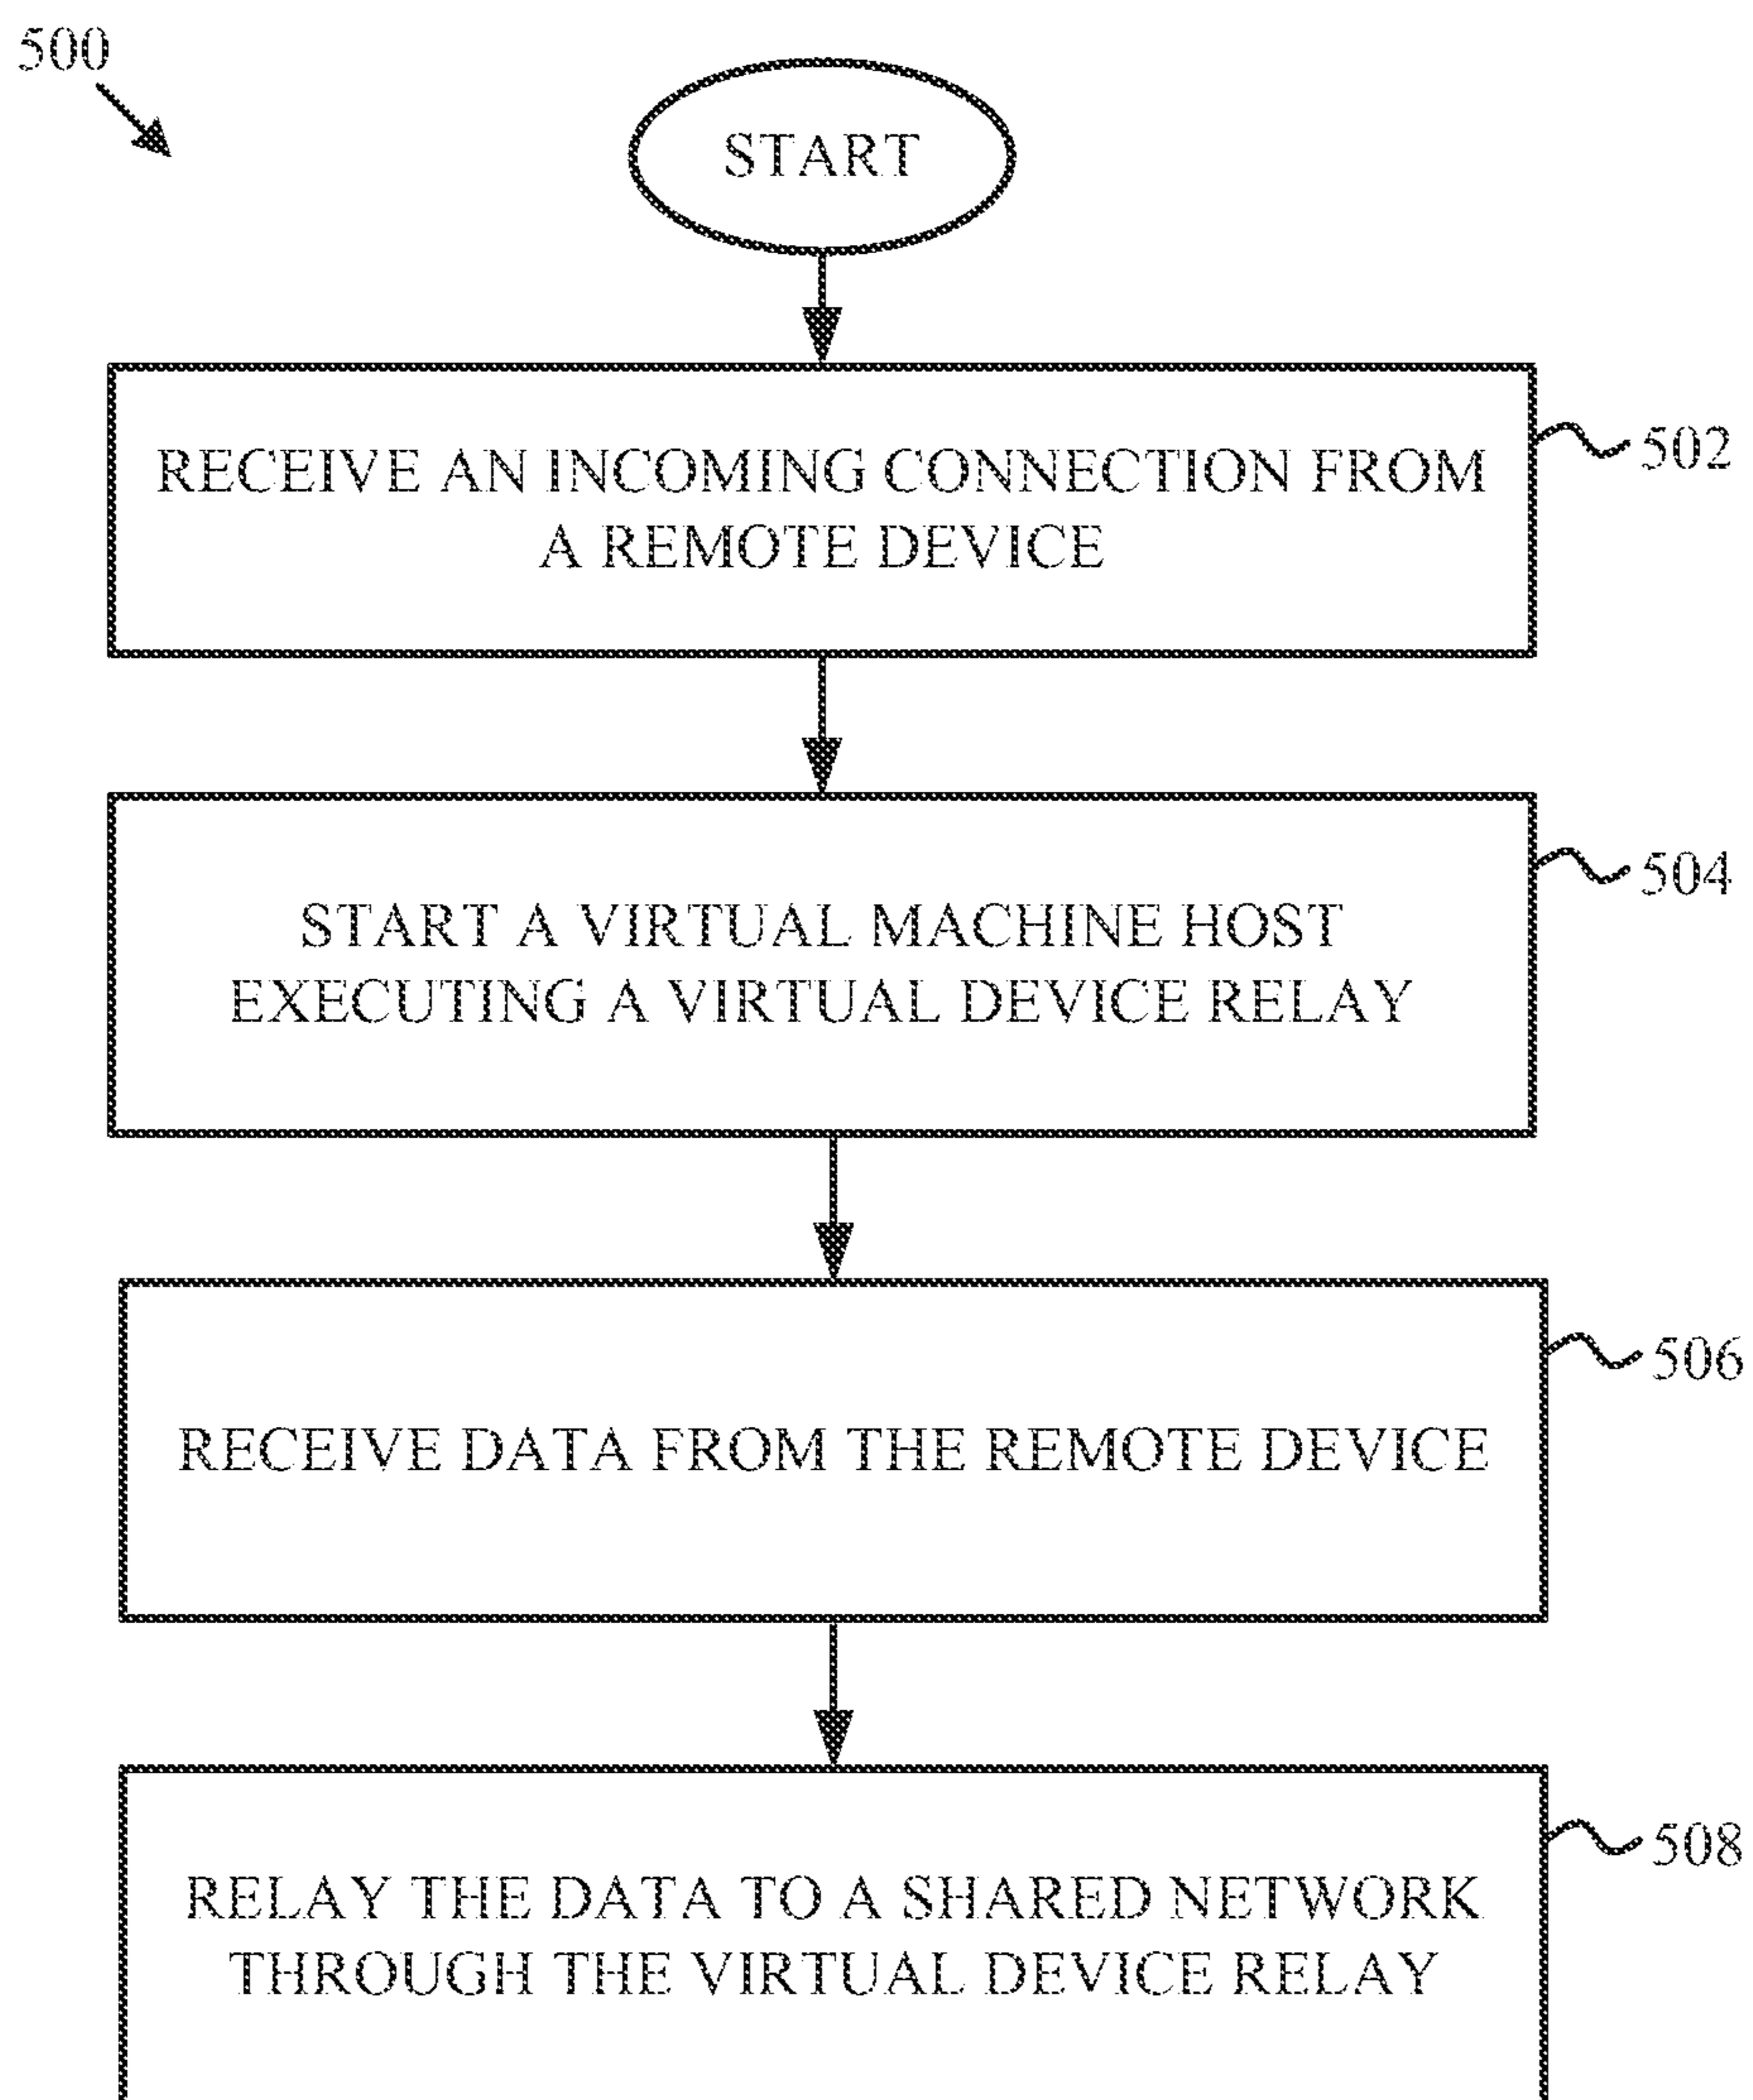 500
START
RECEIVE AN INCOMING CONNECTION FROM
A REMOTE DEVICE
502
START A VIRTUAL MACHINE HOST
EXECUTING A VIRTUAL DEVICE RELAY
504
RECEIVE DATA FROM THE REMOTE DEVICE
506
RELAY THE DATA TO A SHARED NETWORK
THROUGH THE VIRTUAL DEVICE RELAY
508